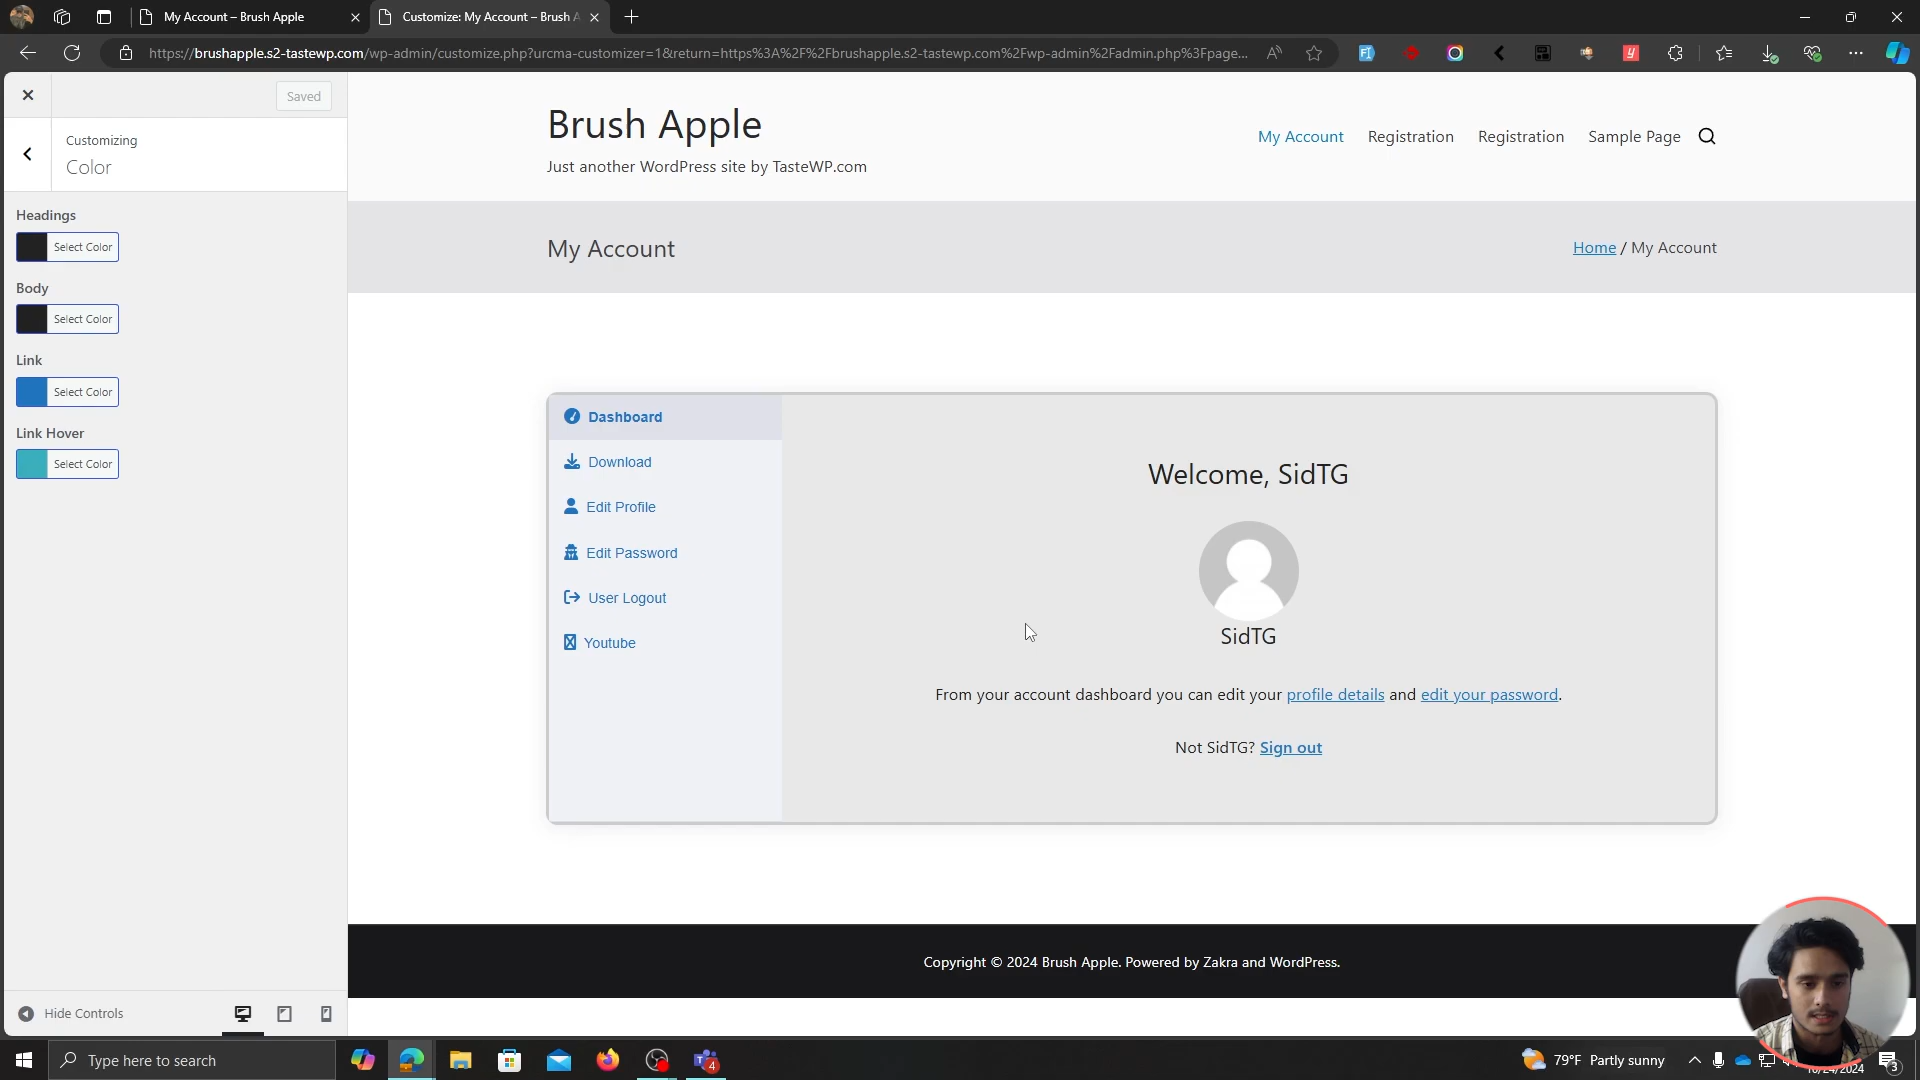 My Account – Brush Apple
Customize: My Account – Brush A
https://brushapple.s2-tastewp.com/wp-admin/customize.php?urcma-customizer=1&return=https%3A%2F%2Fbrushapple.s2-tastewp.com%2Fwp-admin%2Fadmin.php%3Fpage...
Saved
Customizing
Color
Headings
Select Color
Body
Select Color
Link
Select Color
Link Hover
Select Color
Hide Controls
Brush Apple
Just another WordPress site by TasteWP.com
My Account Registration Registration Sample Page
My Account
Home / My Account
Dashboard
Download
Edit Profile
Edit Password
User Logout
Youtube
Welcome, SidTG
SidTG
From your account dashboard you can edit your profile details and edit your password.
Not SidTG? Sign out
Copyright © 2024 Brush Apple. Powered by Zakra and WordPress.
Type here to search
4
79°F Partly sunny
3